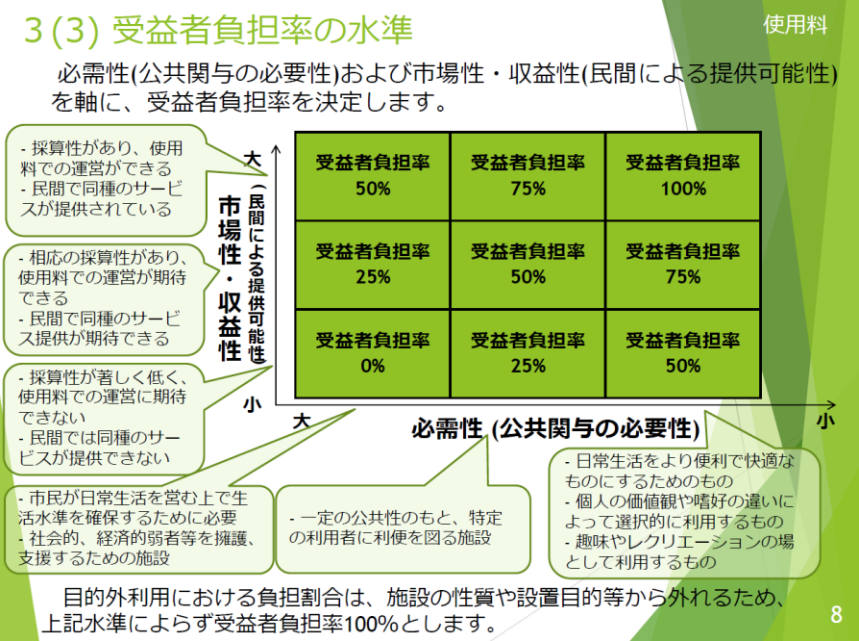 3(3) 受益者負担率の水準
使用料
必需性(公共関与の必要性)および市場性・収益性(民間による提供可能性)
を軸に、受益者負担率を決定します。
- 採算性があり、使用
料での運営ができる
- 民間で同種のサービ
スが提供されている
- 相応の採算性があり、
使用料での運営が期待
できる
- 民間で同種のサービ
ス提供が期待できる
- 採算性が著しく低く、
使用料での運営に期待
できない
- 民間では同種のサー
ビスが提供できない
大
市場性・収益性
(民間による提供可能性)
小
受益者負担率
50%
受益者負担率
75%
受益者負担率
100%
受益者負担率
25%
受益者負担率
50%
受益者負担率
75%
受益者負担率
0%
受益者負担率
25%
受益者負担率
50%
大
必需性 (公共関与の必要性)
小
- 市民が日常生活を営む上で生
活水準を確保するために必要
- 社会的、経済的弱者等を擁護、
支援するための施設
- 一定の公共性のもと、特定
の利用者に利便を図る施設
- 日常生活をより便利で快適な
ものにするためのもの
- 個人の価値観や嗜好の違いに
よって選択的に利用するもの
- 趣味やレクリエーションの場
として利用するもの
目的外利用における負担割合は、施設の性質や設置目的等から外れるため、
上記水準によらず受益者負担率100%とします。
8